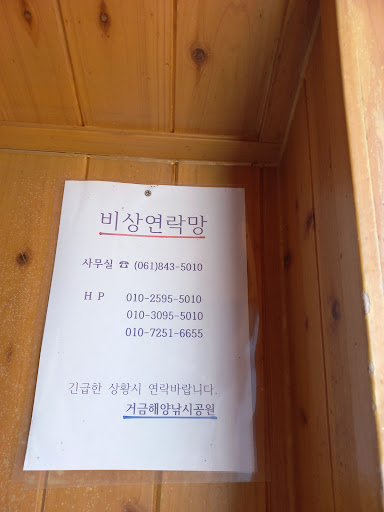 비상연락망
사무실 ☎ (061)843-5010
H P 010-2595-5010
010-3095-5010
010-7251-6655
긴급한 상황시 연락바랍니다.
거금해양낚시공원